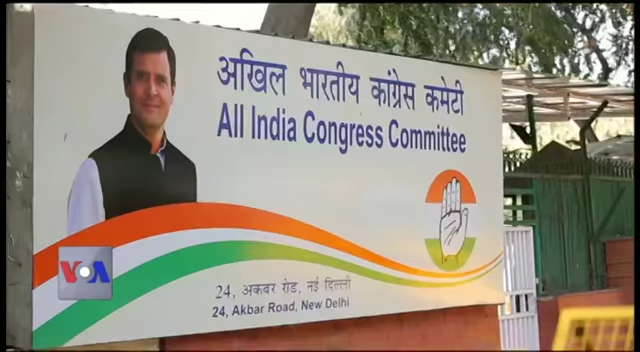 अखिल भारतीय कांग्रेस कमेटी
All India Congress Committee
VOA
24, अकबर रोड, नई दिल्ली
24, Akbar Road, New Delhi